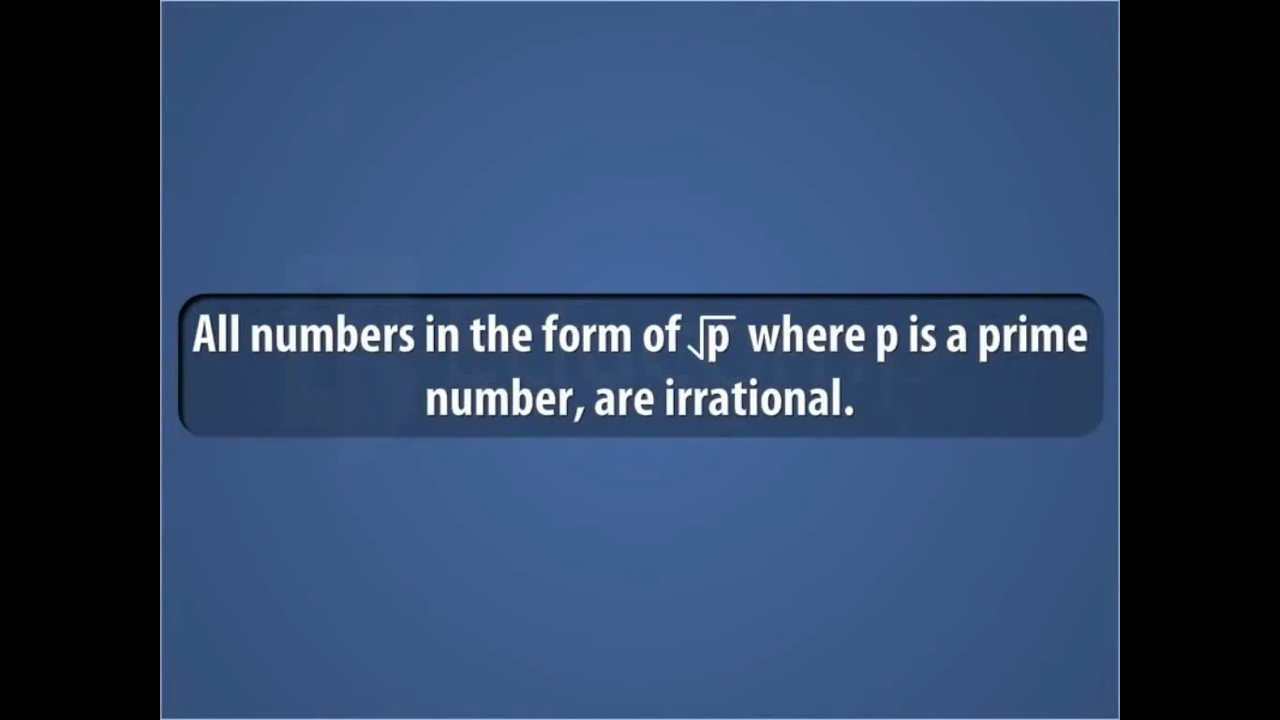 All numbers in the form of √p where p is a prime
number, are irrational.